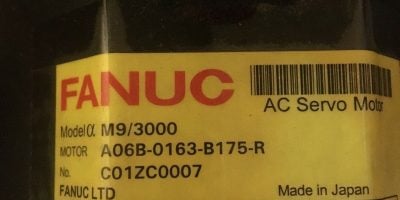 FANUC
AC Servo Motor
Model α M9/3000
MOTOR A06B-0163-B175-R
No. C01ZC0007
FANUC LTD Made in Japan